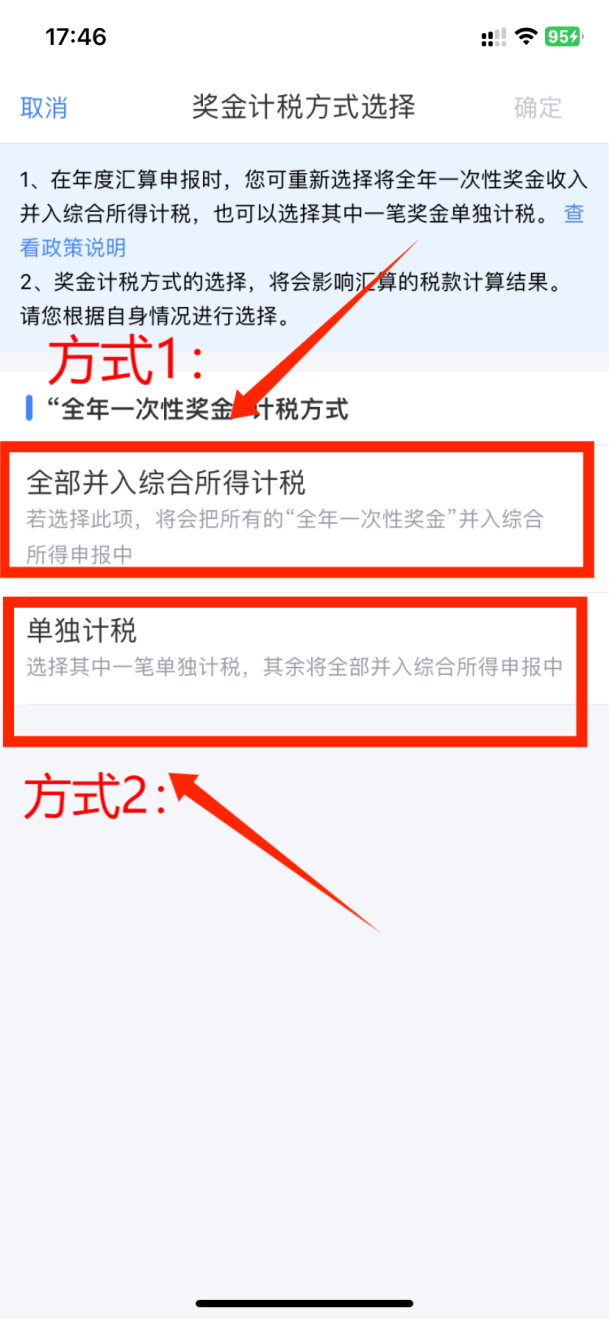 17:46
95
取消
奖金计税方式选择
确定
1、在年度汇算申报时，您可重新选择将全年一次性奖金收入
并入综合所得计税，也可以选择其中一笔奖金单独计税。 查
看政策说明
2、奖金计税方式的选择，将会影响汇算的税款计算结果。
请您根据自身情况进行选择。
方式1：
“全年一次性奖金”计税方式
全部并入综合所得计税
若选择此项，将会把所有的“全年一次性奖金”并入综合
所得申报中
单独计税
选择其中一笔单独计税，其余将全部并入综合所得申报中
方式2：